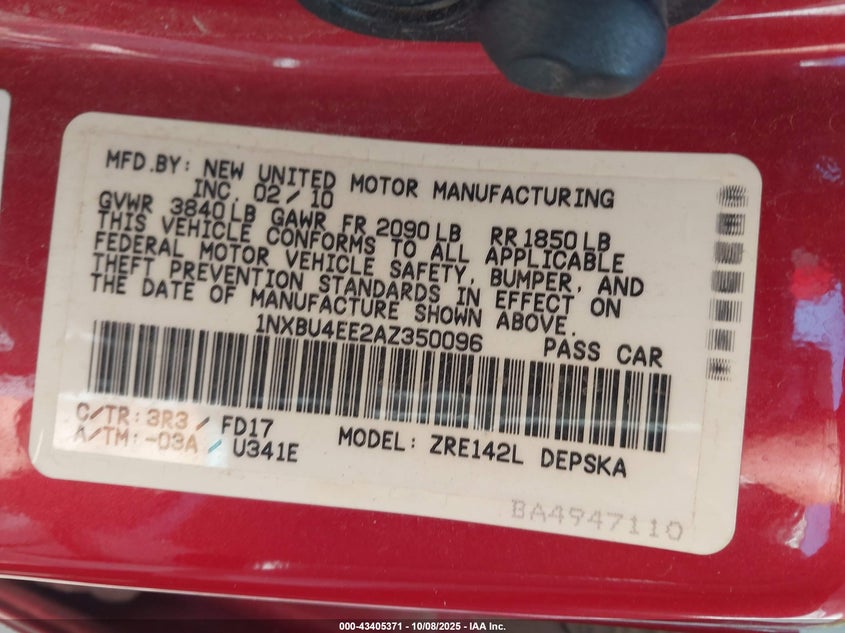 MFD.BY: NEW UNITED MOTOR MANUFACTURING
INC. 02/10
GVWR 3840LB GAWR FR 2090LB RR 1850LB
THIS VEHICLE CONFORMS TO ALL APPLICABLE
FEDERAL MOTOR VEHICLE SAFETY, BUMPER, AND
THEFT PREVENTION STANDARDS IN EFFECT ON
THE DATE OF MANUFACTURE SHOWN ABOVE.
1NXBU4EE2AZ350096 PASS CAR
C/TR: 3R3 / FD17
A/TM: -03A / U341E
MODEL: ZRE142L DEPSKA
BA4947110
000-43405371 | 10/08/2025 - IAA Inc.